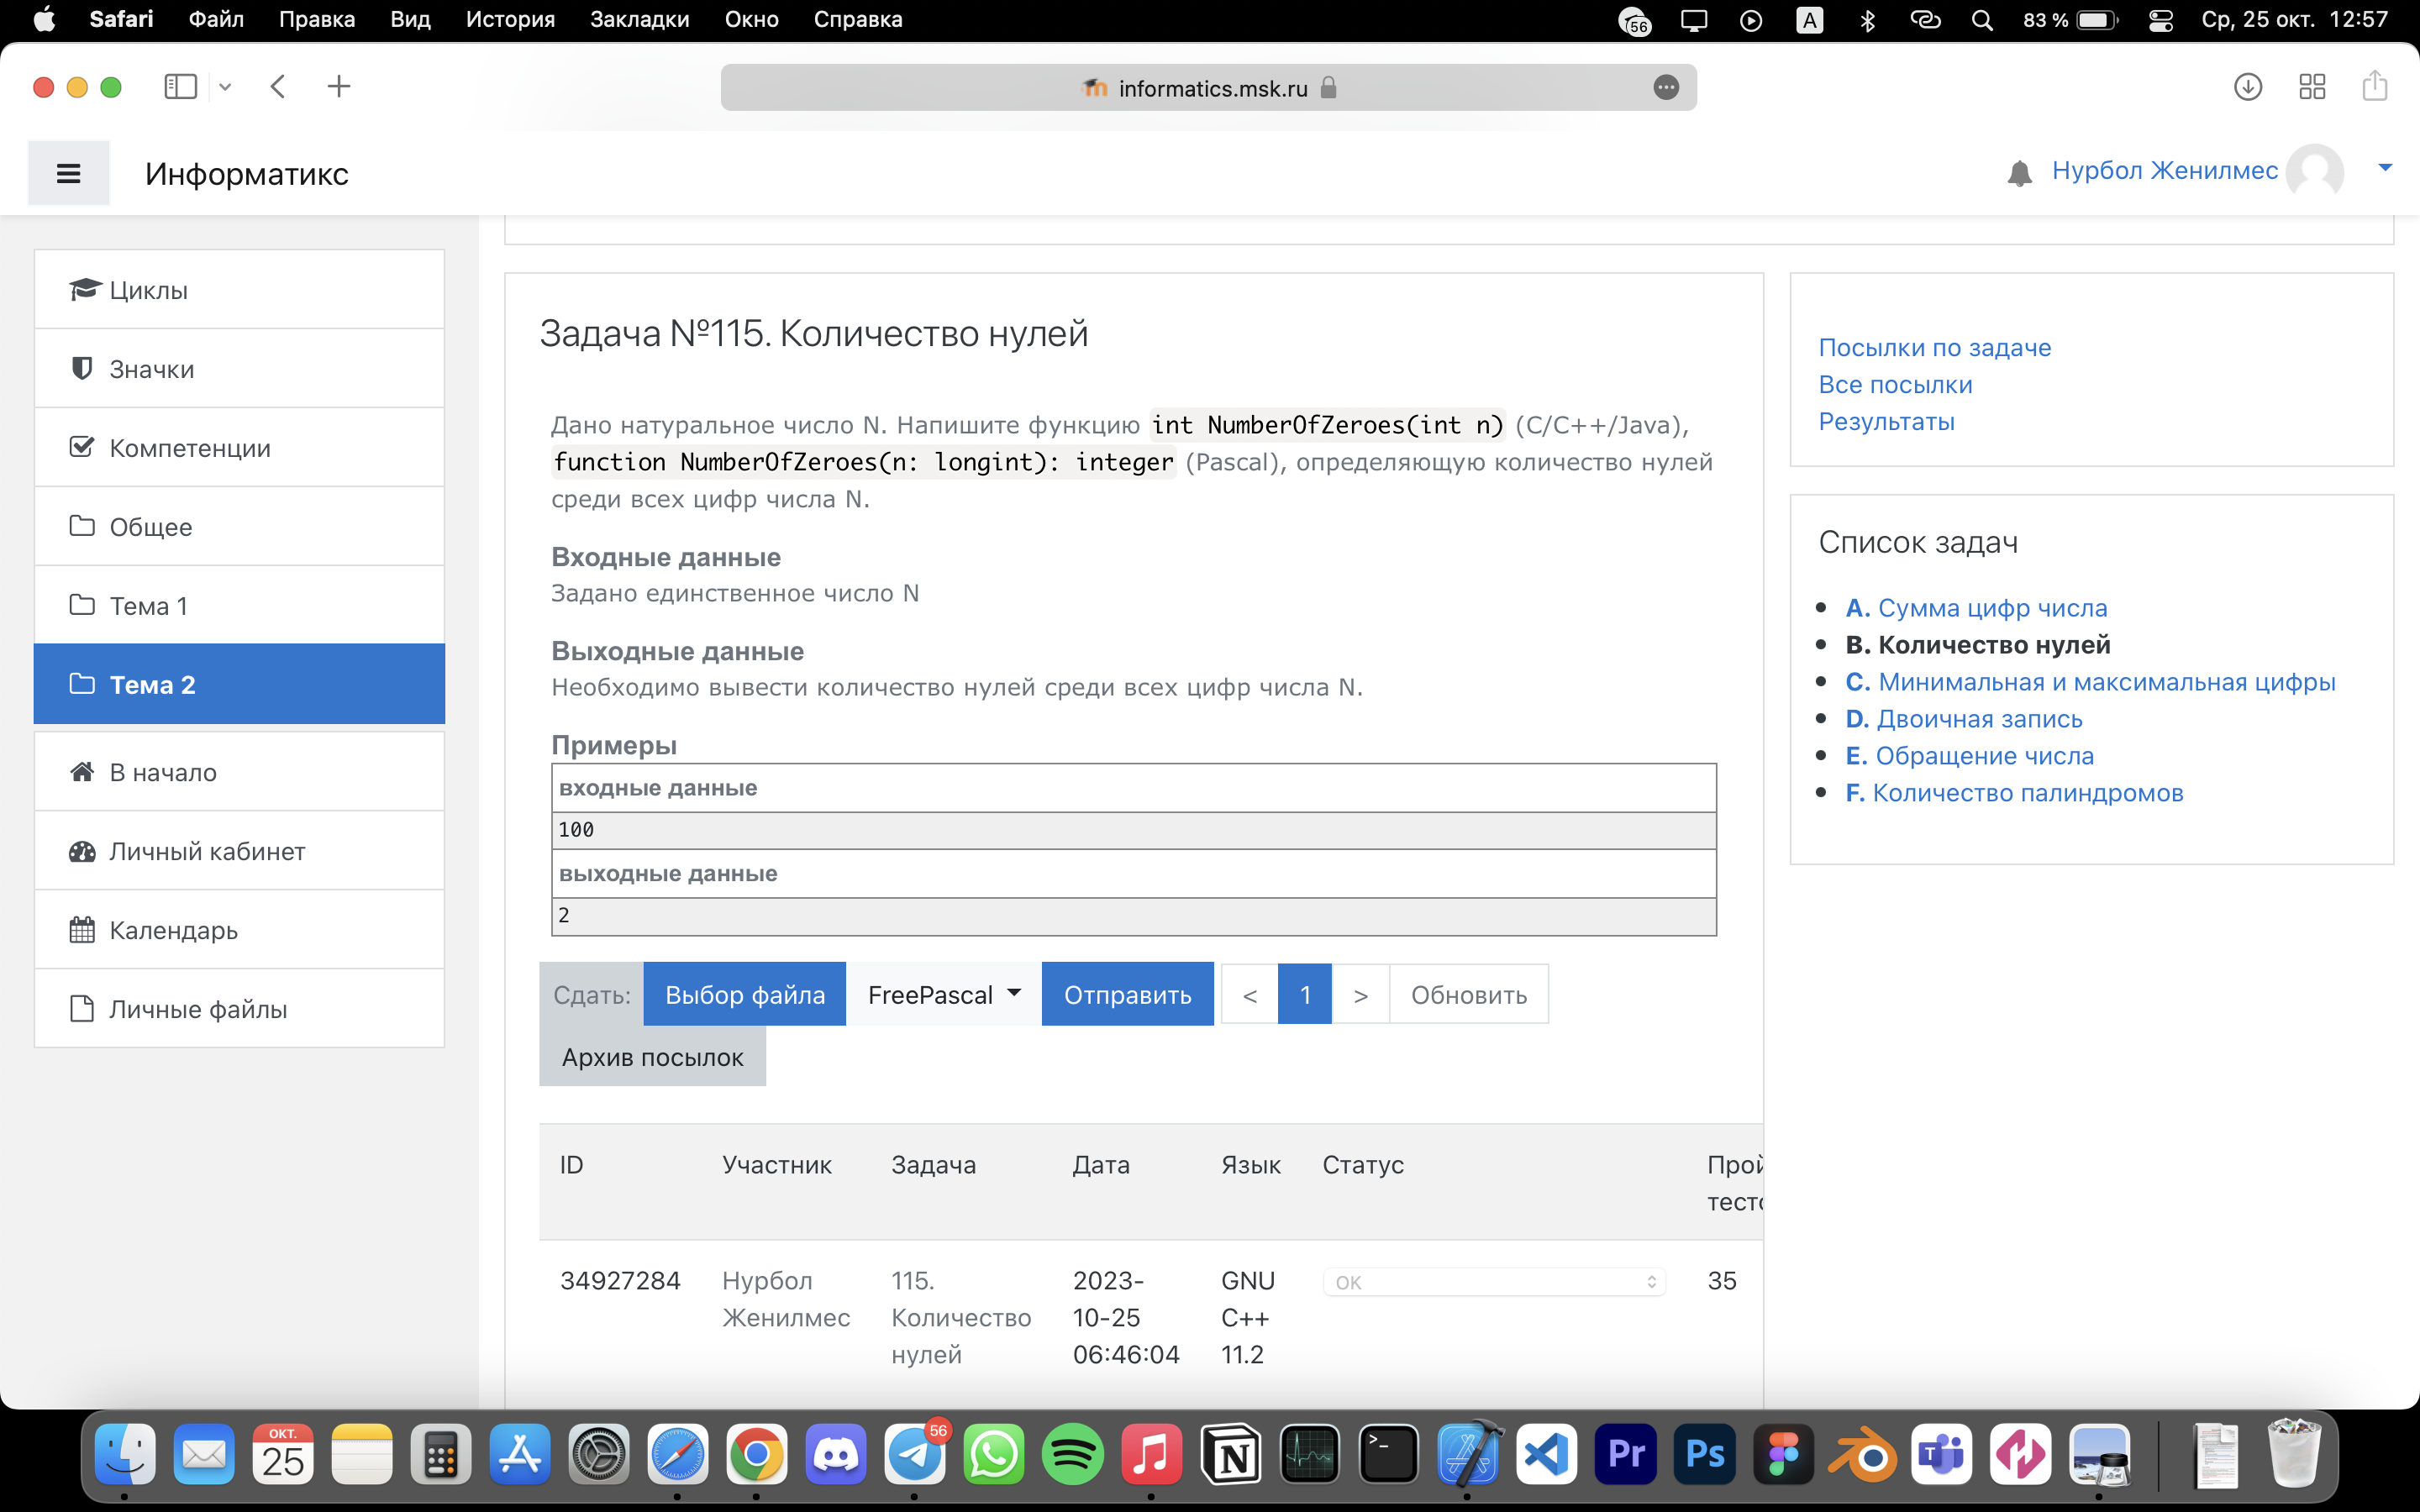 Safari Файл Правка Вид История Закладки Окно Справка 56 A 83 % Ср, 25 окт. 12:57
informatics.msk.ru
Информатикс
Нурбол Женилмес
Циклы
Значки
Компетенции
Общее
Тема 1
Тема 2
В начало
Личный кабинет
Календарь
Личные файлы
Задача №115. Количество нулей
Дано натуральное число N. Напишите функцию int NumberOfZeroes(int n) (C/C++/Java),
function NumberOfZeroes(n: longint): integer (Pascal), определяющую количество нулей
среди всех цифр числа N.
Входные данные
Задано единственное число N
Выходные данные
Необходимо вывести количество нулей среди всех цифр числа N.
Примеры
входные данные
100
выходные данные
2
Сдать: Выбор файла FreePascal Отправить < 1 > Обновить
Архив посылок
ID Участник Задача Дата Язык Статус Прой
тесто
34927284 Нурбол 115. 2023- GNU OK 35
Женилмес Количество 10-25 C++
нулей 06:46:04 11.2
Посылки по задаче
Все посылки
Результаты
Список задач
A. Сумма цифр числа
B. Количество нулей
C. Минимальная и максимальная цифры
D. Двоичная запись
E. Обращение числа
F. Количество палиндромов
ОКТ.
25
56
N
Pr
Ps
T